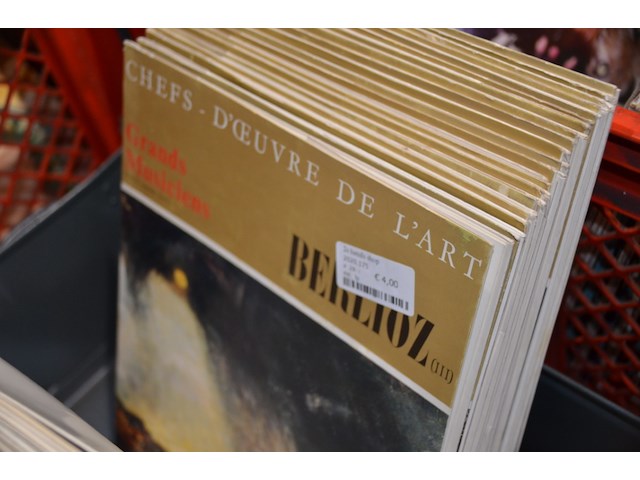 CHEFS - D'ŒUVRE DE L'ART
Grands
Musiciens
BERLIOZ (III)
€ 4,00